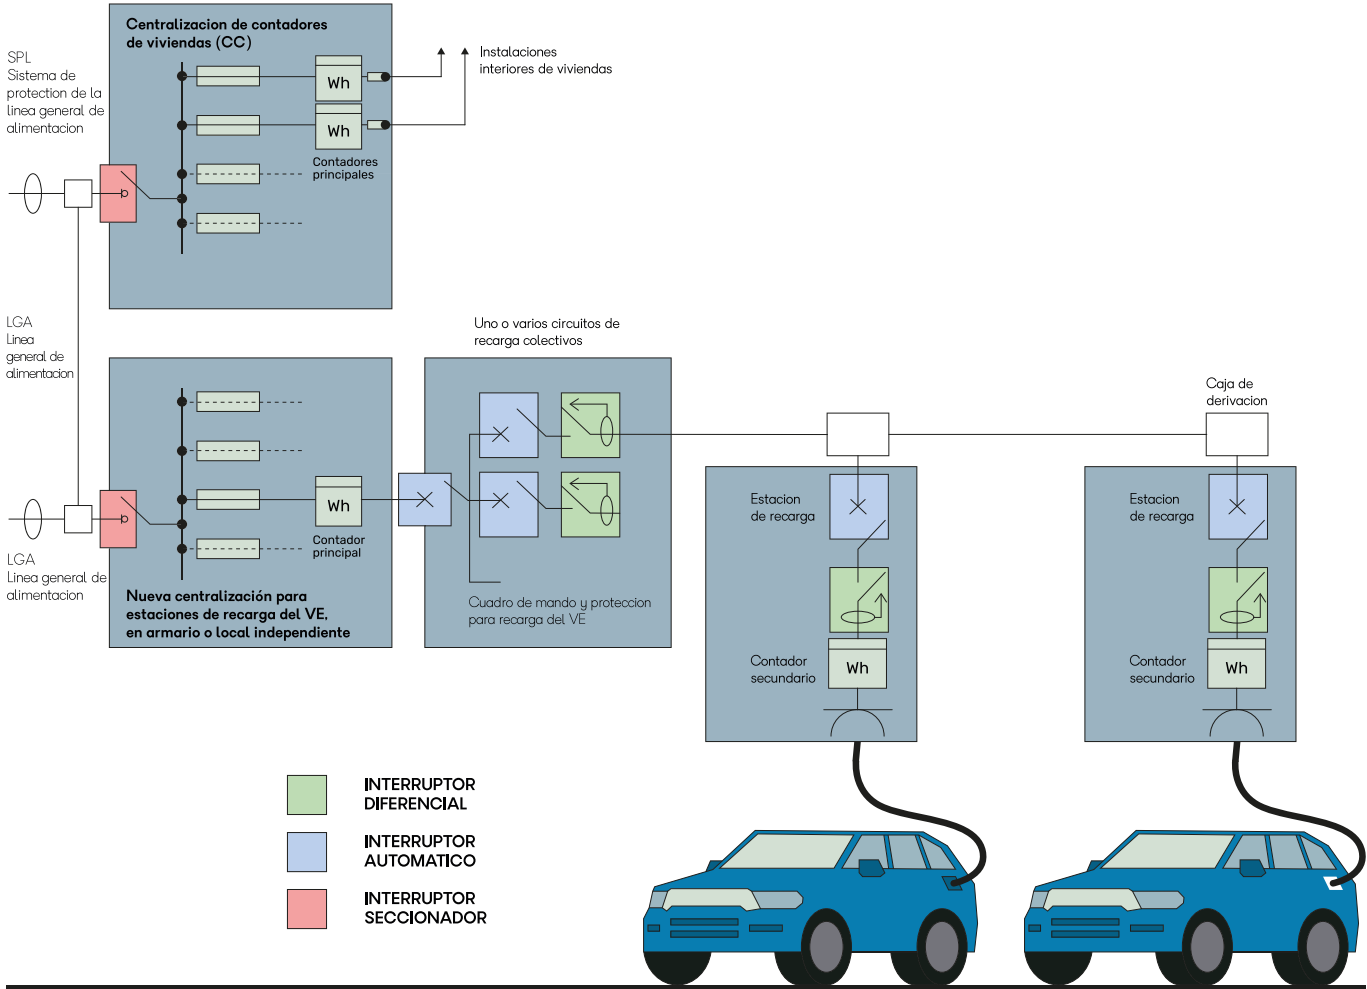 Centralizacion de contadores
de viviendas (CC)
SPL
Sistema de
protection de la
linea general de
alimentacion
Wh
Wh
Contadores
principales
Instalaciones
interiores de viviendas
LGA
Linea
general de
alimentacion
Uno o varios circuitos de
recarga colectivos
Wh
Contador
principal
LGA
Linea general de
alimentacion
Nueva centralización para
estaciones de recarga del VE,
en armario o local independiente
Cuadro de mando y proteccion
para recarga del VE
Caja de
derivacion
Estacion
de recarga
Contador
secundario
Wh
Estacion
de recarga
Contador
secundario
Wh
INTERRUPTOR
DIFERENCIAL
INTERRUPTOR
AUTOMATICO
INTERRUPTOR
SECCIONADOR